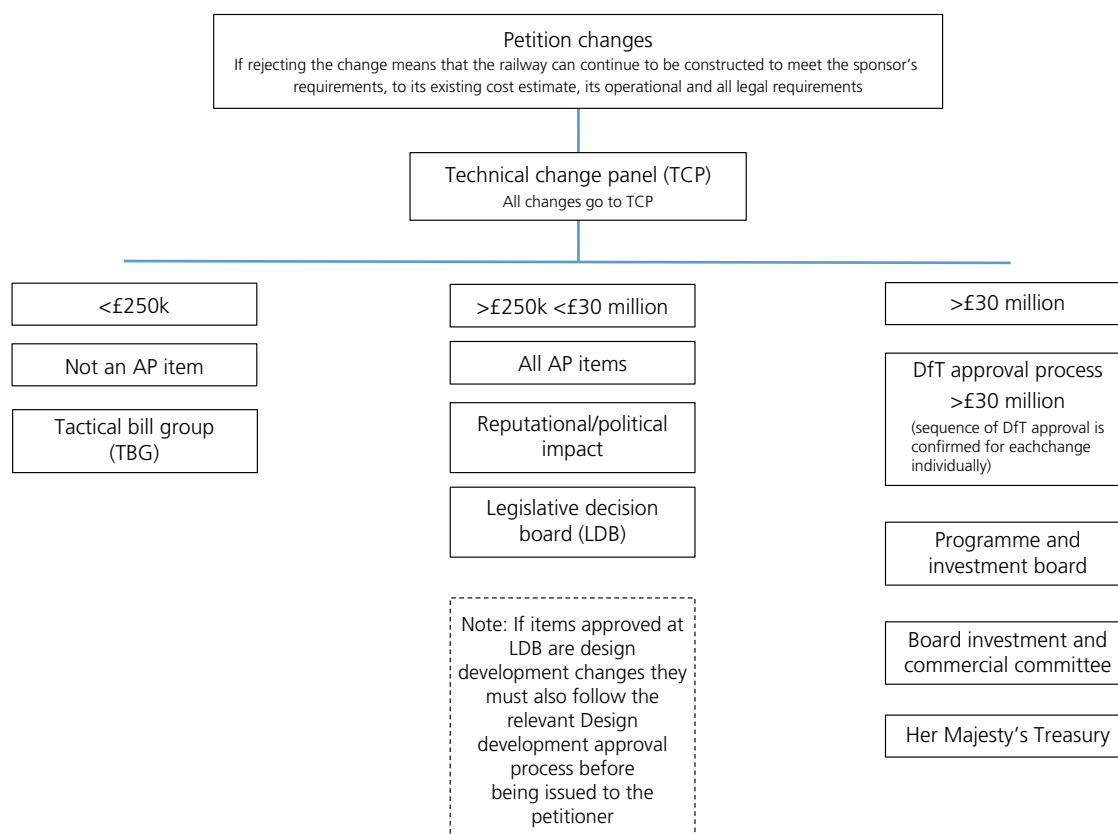 Petition changes
If rejecting the change means that the railway can continue to be constructed to meet the sponsor’s
requirements, to its existing cost estimate, its operational and all legal requirements
Technical change panel (TCP)
All changes go to TCP
<£250k
Not an AP item
Tactical bill group
(TBG)
>£250k <£30 million
All AP items
Reputational/political
impact
Legislative decision
board (LDB)
Note: If items approved at
LDB are design
development changes they
must also follow the
relevant Design
development approval
process before
being issued to the
petitioner
>£30 million
DfT approval process
>£30 million
(sequence of DfT approval is
confirmed for eachchange
individually)
Programme and
investment board
Board investment and
commercial committee
Her Majesty’s Treasury